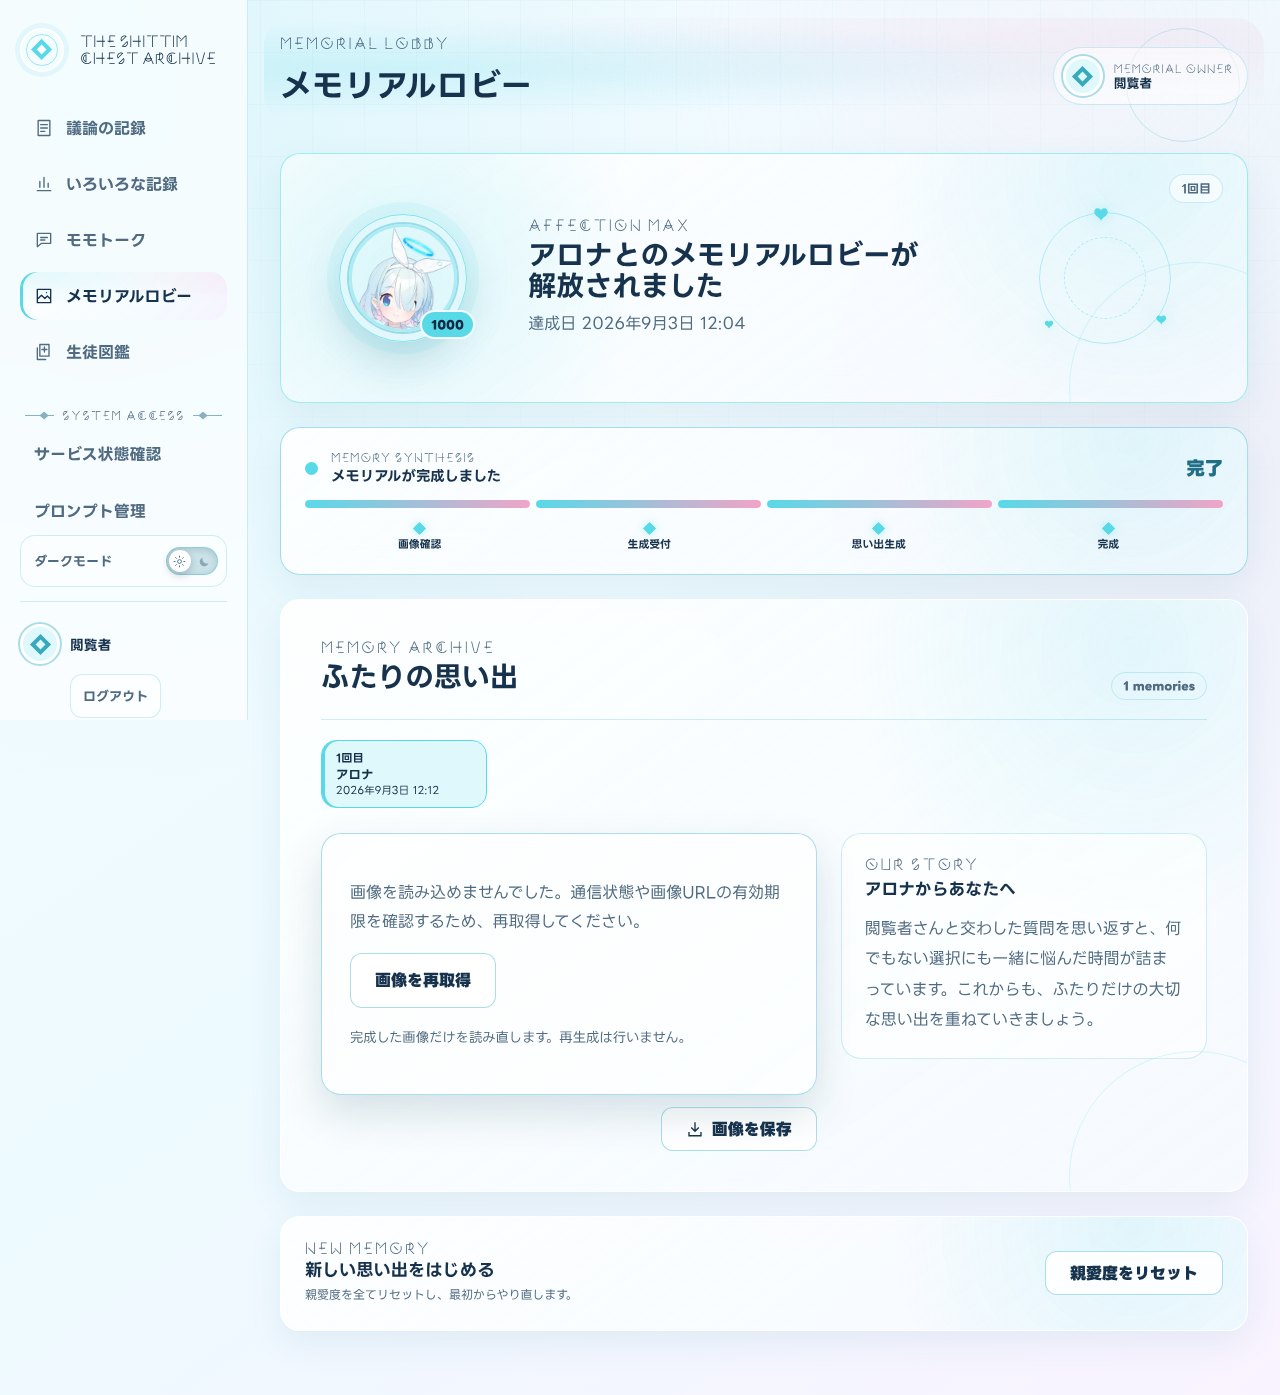 THE SHITTIM
CHEST ARCHIVE
議論の記録
いろいろな記録
モモトーク
メモリアルロビー
生徒図鑑
SYSTEM ACCESS
サービス状態確認
プロンプト管理
ダークモード
閲覧者
ログアウト
MEMORIAL LOBBY
メモリアルロビー
MEMORIAL OWNER
閲覧者
1回目
AFFECTION MAX
アロナとのメモリアルロビーが
解放されました
達成日 2026年9月3日 12:04
1000
MEMORY SYNTHESIS
メモリアルが完成しました
完了
画像確認
生成受付
思い出生成
完成
MEMORY ARCHIVE
ふたりの思い出
1 memories
1回目
アロナ
2026年9月3日 12:12
画像を読み込めませんでした。通信状態や画像URLの有効期
限を確認するため、再取得してください。
画像を再取得
完成した画像だけを読み直します。再生成は行いません。
画像を保存
OUR STORY
アロナからあなたへ
閲覧者さんと交わした質問を思い返すと、何
でもない選択にも一緒に悩んだ時間が詰ま
っています。これからも、ふたりだけの大切
な思い出を重ねていきましょう。
NEW MEMORY
新しい思い出をはじめる
親愛度を全てリセットし、最初からやり直します。
親愛度をリセット